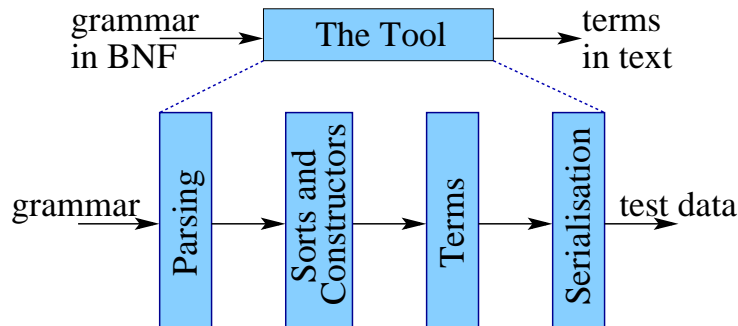 grammar
in BNF
The Tool
terms
in text
grammar
Parsing
Sorts and
Constructors
Terms
Serialisation
test data